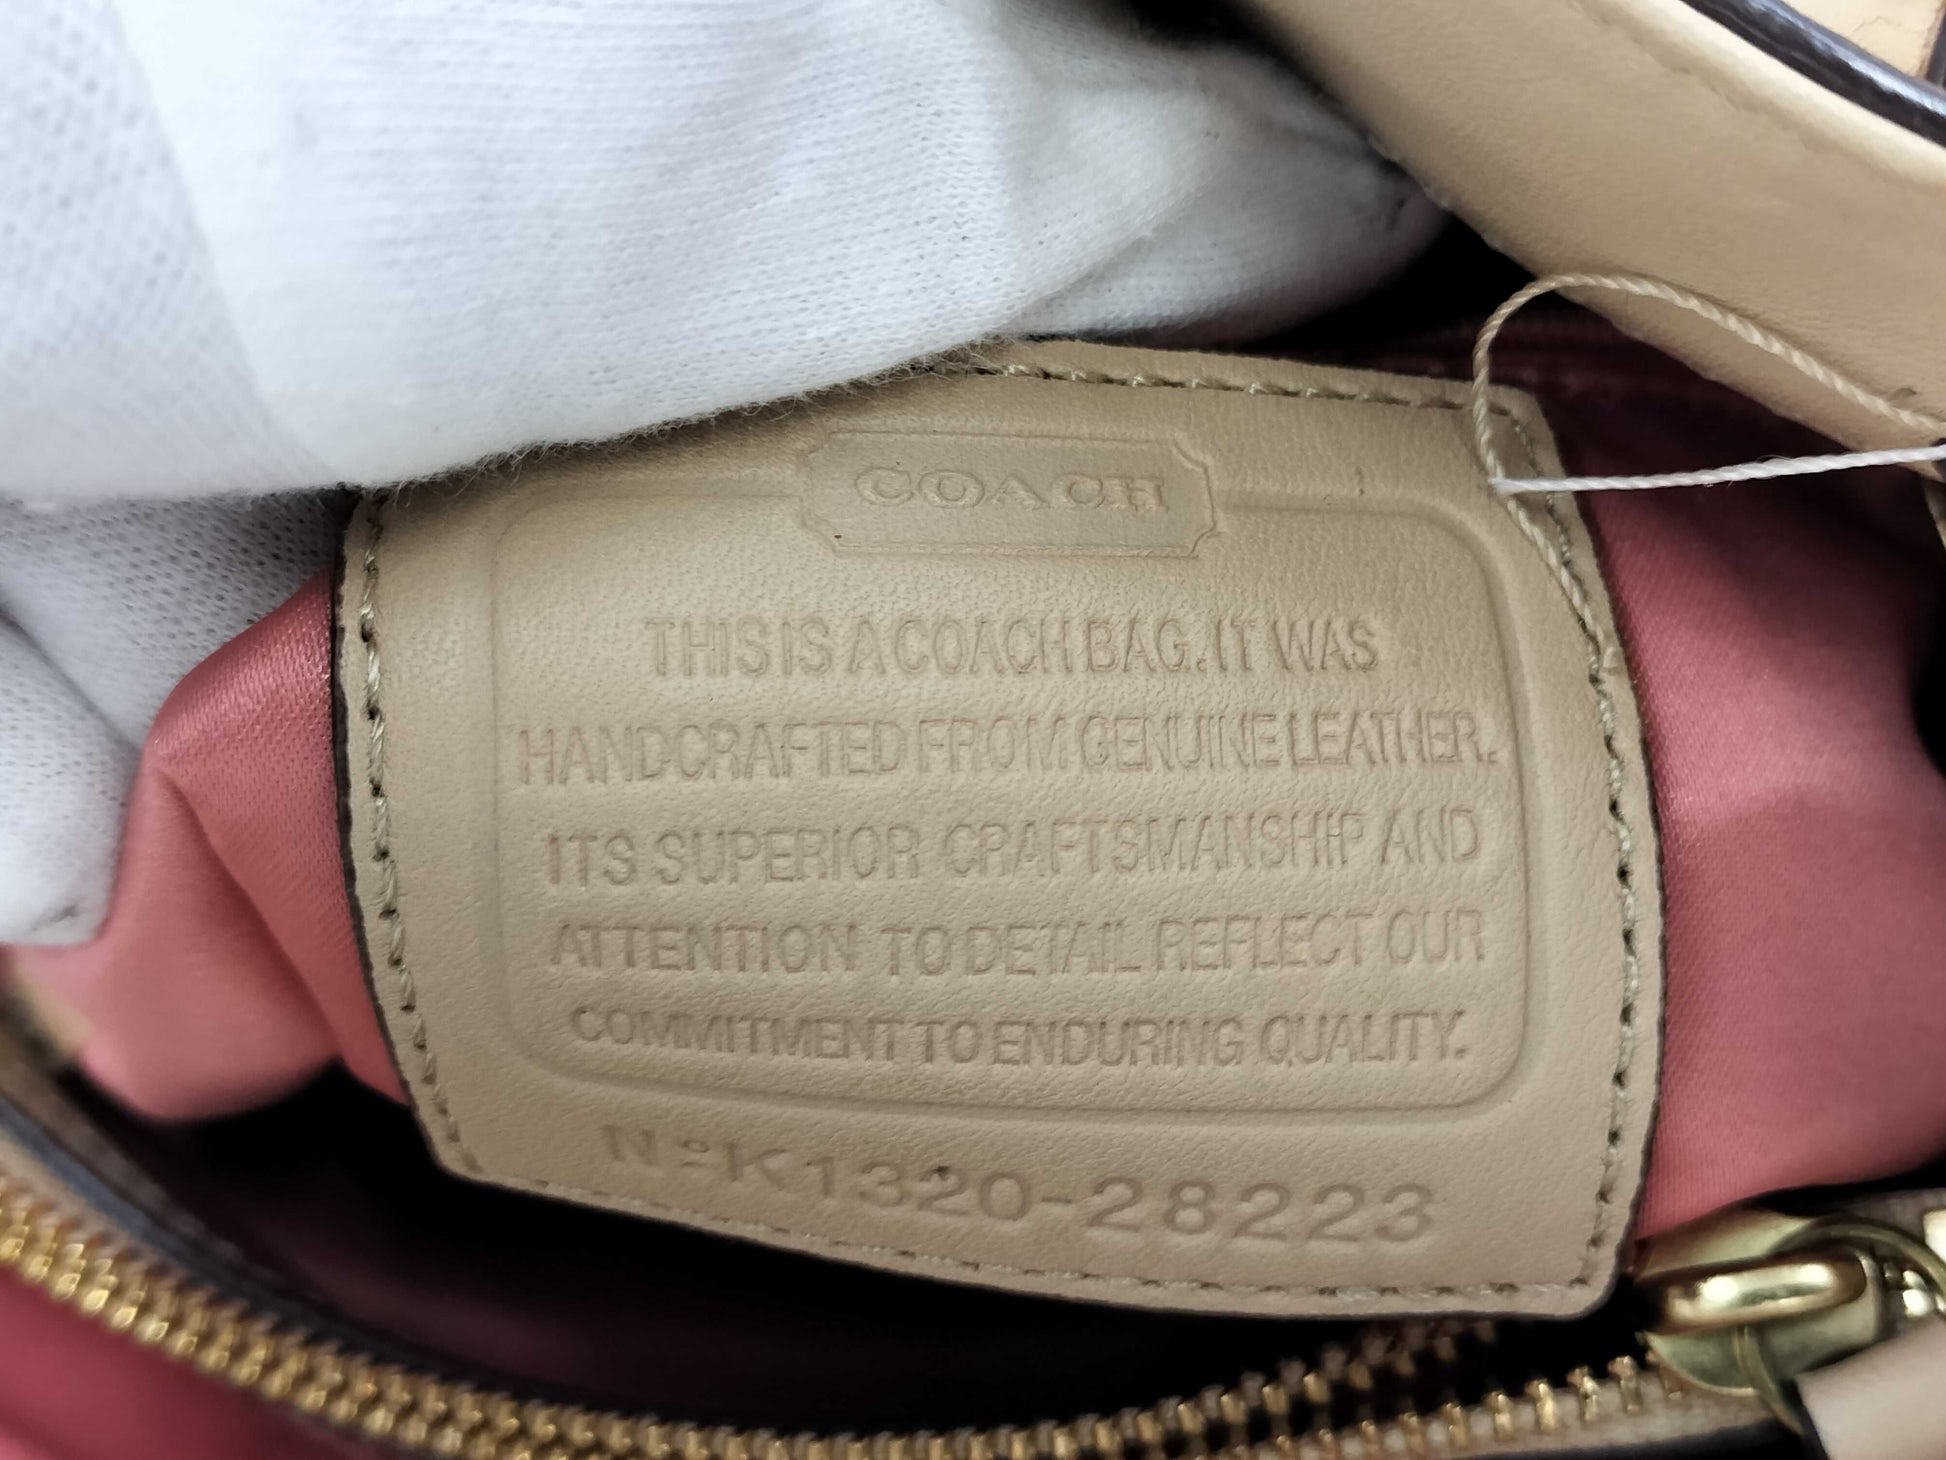 COACH
THIS IS A COACH BAG. IT WAS
HANDCRAFTED FROM GENUINE LEATHER.
ITS SUPERIOR CRAFTSMANSHIP AND
ATTENTION TO DETAIL REFLECT OUR
COMMITMENT TO ENDURING QUALITY.
Nº K1320-28223